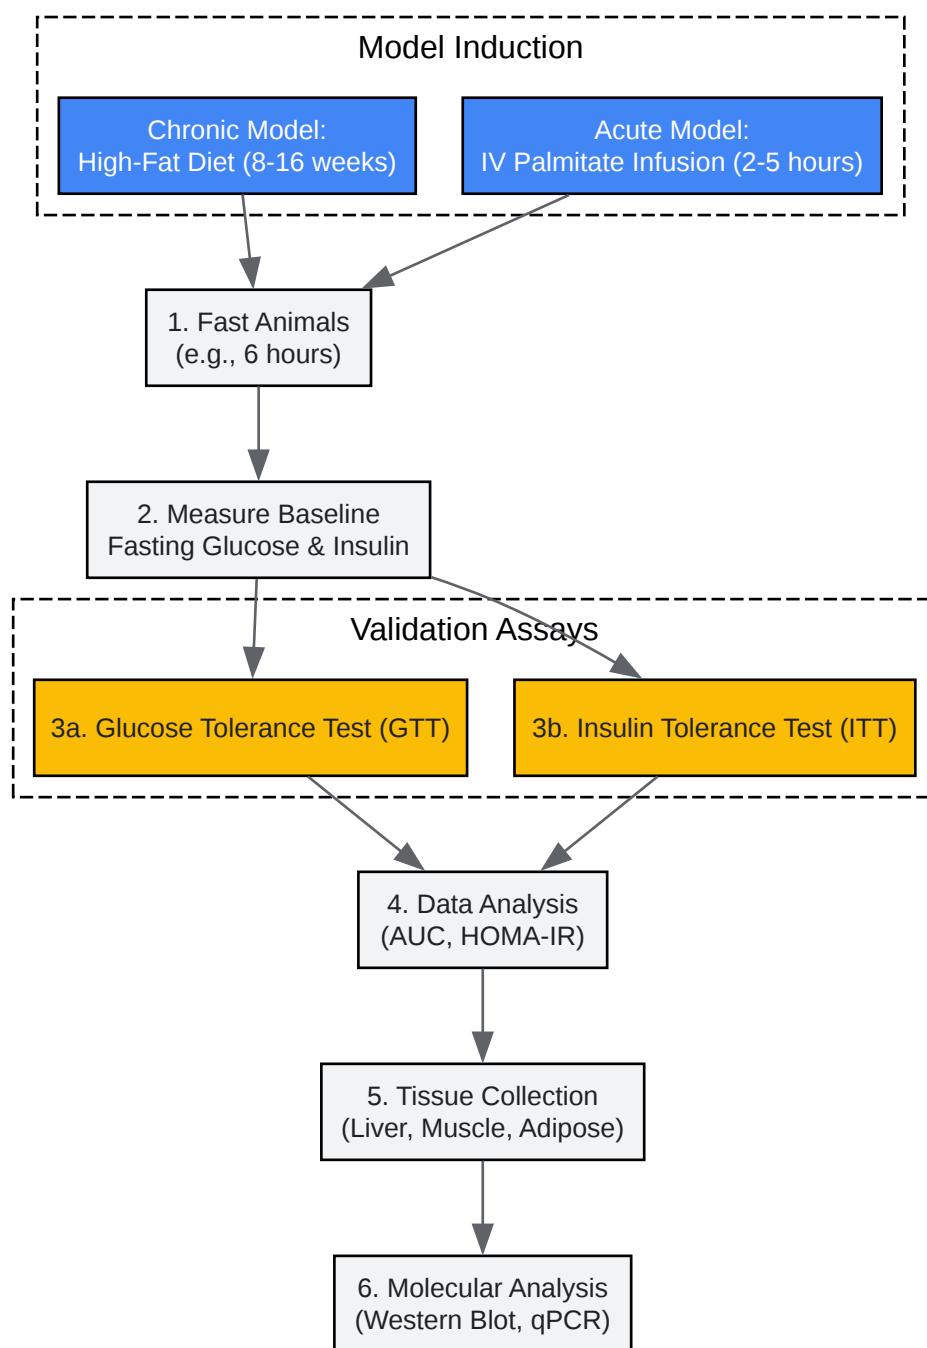 Model Induction
Chronic Model:
High-Fat Diet (8-16 weeks)
Acute Model:
IV Palmitate Infusion (2-5 hours)
1. Fast Animals
(e.g., 6 hours)
2. Measure Baseline
Fasting Glucose & Insulin
Validation Assays
3a. Glucose Tolerance Test (GTT)
3b. Insulin Tolerance Test (ITT)
4. Data Analysis
(AUC, HOMA-IR)
5. Tissue Collection
(Liver, Muscle, Adipose)
6. Molecular Analysis
(Western Blot, qPCR)